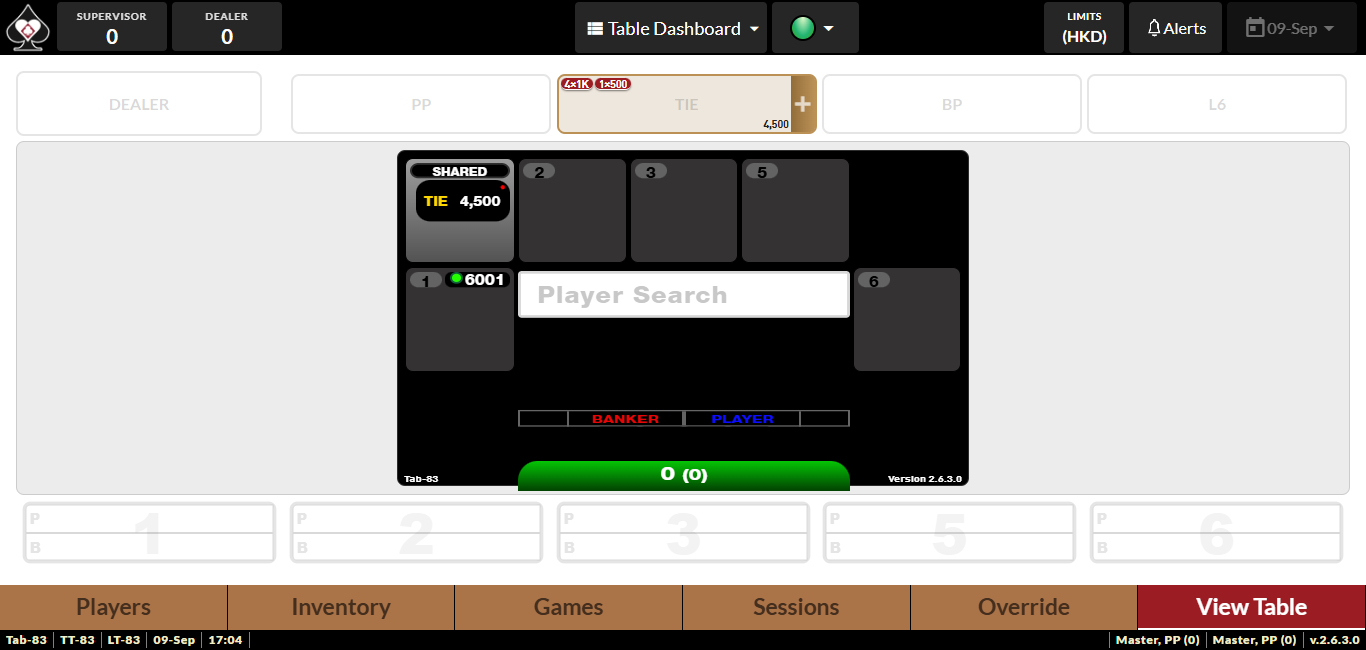 SUPERVISOR
0
DEALER
0
Table Dashboard
LIMITS
(HKD)
Alerts
09-Sep
DEALER
PP
4×1K 1×500
TIE
+
4,500
BP
L6
SHARED
TIE 4,500
2
3
5
1 6001
Player Search
6
BANKER PLAYER
0 (0)
Tab-83
Version 2.6.3.0
P
B
1
P
B
2
P
B
3
P
B
5
P
B
6
Players
Inventory
Games
Sessions
Override
View Table
Tab-83 TT-83 LT-83 09-Sep 17:04
Master, PP (0) Master, PP (0) v.2.6.3.0